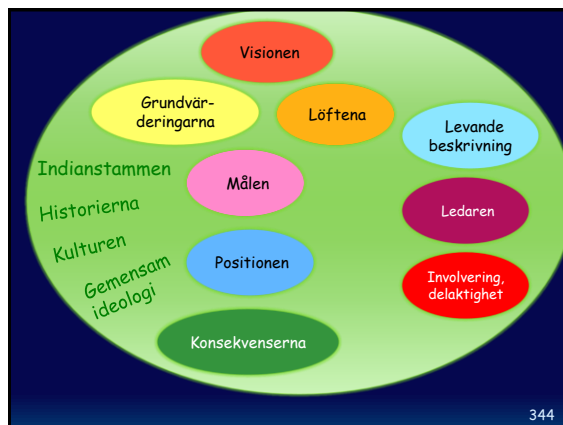 Visionen
Grundvär-
deringarna
Löftena
Levande
beskrivning
Indianstammen
Målen
Historierna
Ledaren
Kulturen
Positionen
Gemensam
ideologi
Involvering,
delaktighet
Konsekvenserna
344